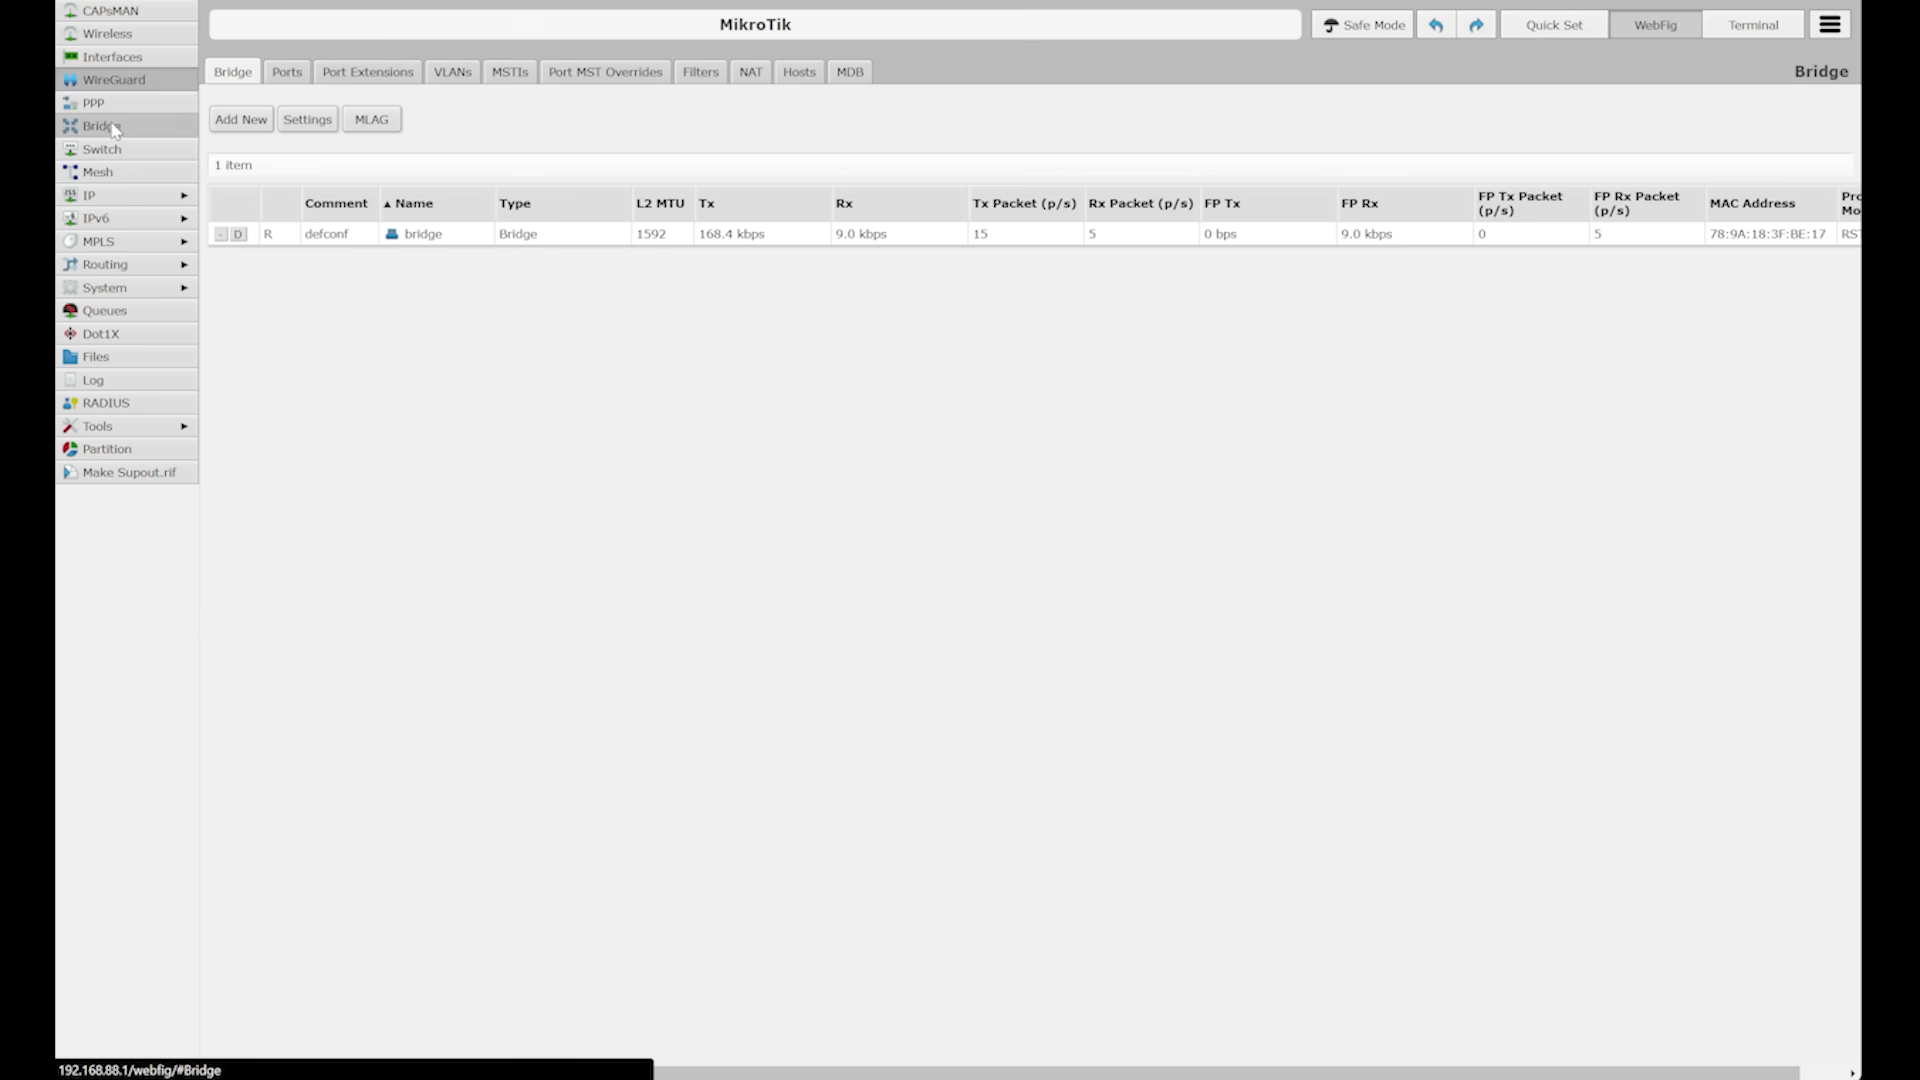 CAPsMAN
Wireless
Interfaces
WireGuard
PPP
Bridge
Switch
Mesh
IP
IPv6
MPLS
Routing
System
Queues
Dot1X
Files
Log
RADIUS
Tools
Partition
Make Supout.rif
MikroTik
Safe Mode
Quick Set
WebFig
Terminal
Bridge Ports Port Extensions VLANs MSTIs Port MST Overrides Filters NAT Hosts MDB
Bridge
Add New Settings MLAG
1 item
Comment Name Type L2 MTU Tx Rx Tx Packet (p/s) Rx Packet (p/s) FP Tx FP Rx FP Tx Packet (p/s) FP Rx Packet (p/s) MAC Address
- D R defconf bridge Bridge 1592 168.4 kbps 9.0 kbps 15 5 0 bps 9.0 kbps 0 5 78:9A:18:3F:BE:17
192.168.88.1/webfig/#Bridge